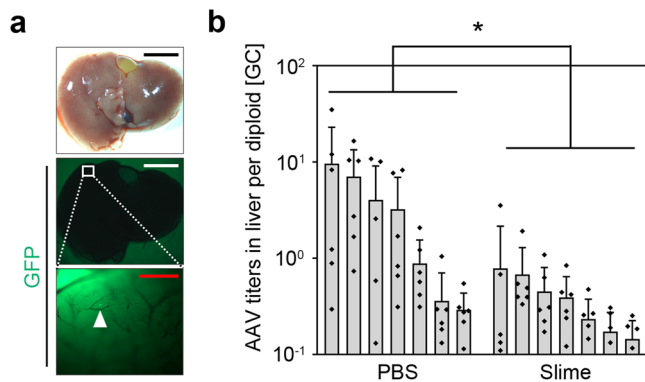 a
GFP
b
*
AAV titers in liver per diploid [GC]
10²
10¹
10⁰
10⁻¹
PBS
Slime